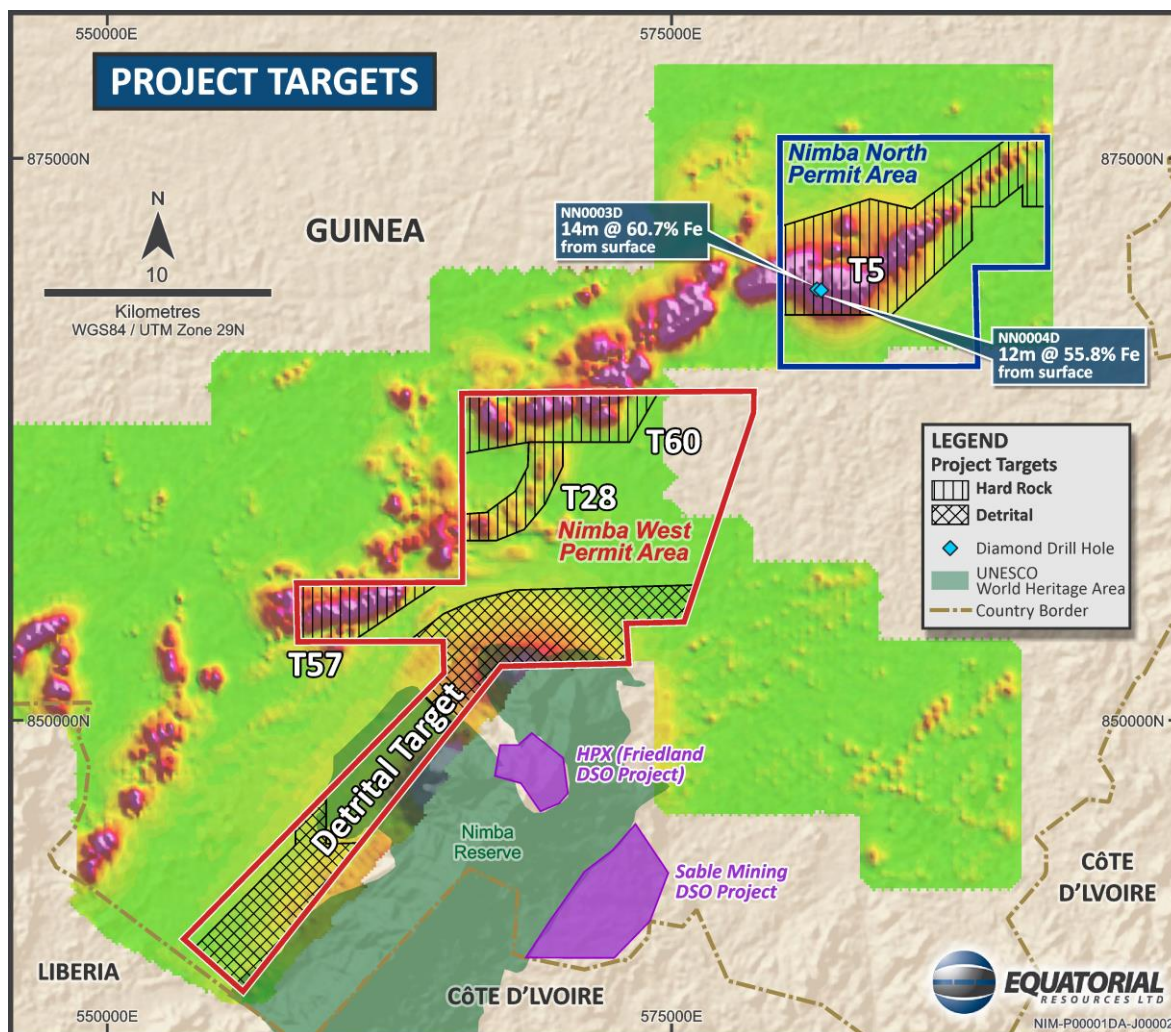 550000E
575000E
PROJECT TARGETS
875000N
875000N
Nimba North
Permit Area
N
10
Kilometres
WGS84 / UTM Zone 29N
GUINEA
NN0003D
14m @ 60.7% Fe
from surface
T5
NN0004D
12m @ 55.8% Fe
from surface
T60
T28
Nimba West
Permit Area
LEGEND
Project Targets
Hard Rock
Detrital
Diamond Drill Hole
UNESCO
World Heritage Area
Country Border
T57
850000N
850000N
Detrital Target
HPX (Friedland
DSO Project)
Nimba
Reserve
Sable Mining
DSO Project
CôTE
D'LVOIRE
LIBERIA
CôTE D'LVOIRE
EQUATORIAL
RESOURCES LTD
550000E
575000E
NIM-P00001DA-J00002